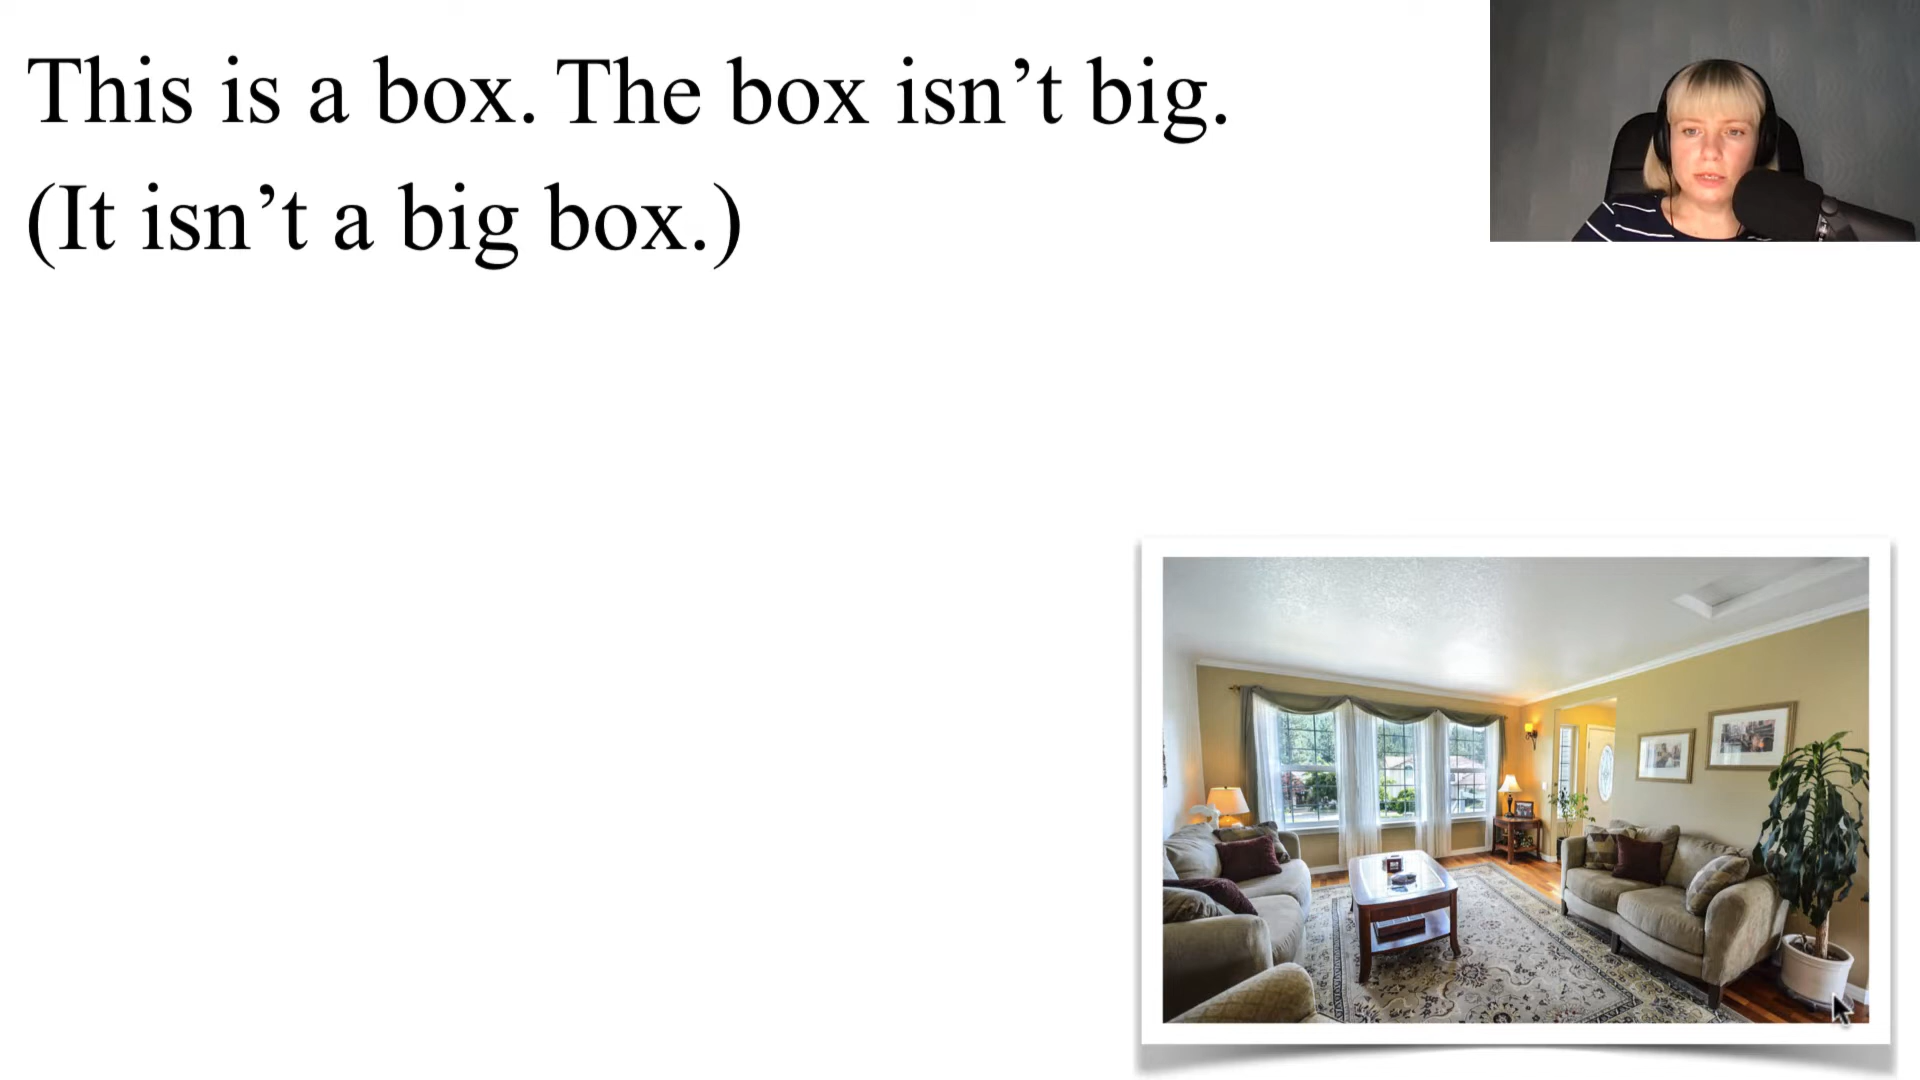 This is a box. The box isn’t big.
(It isn’t a big box.)